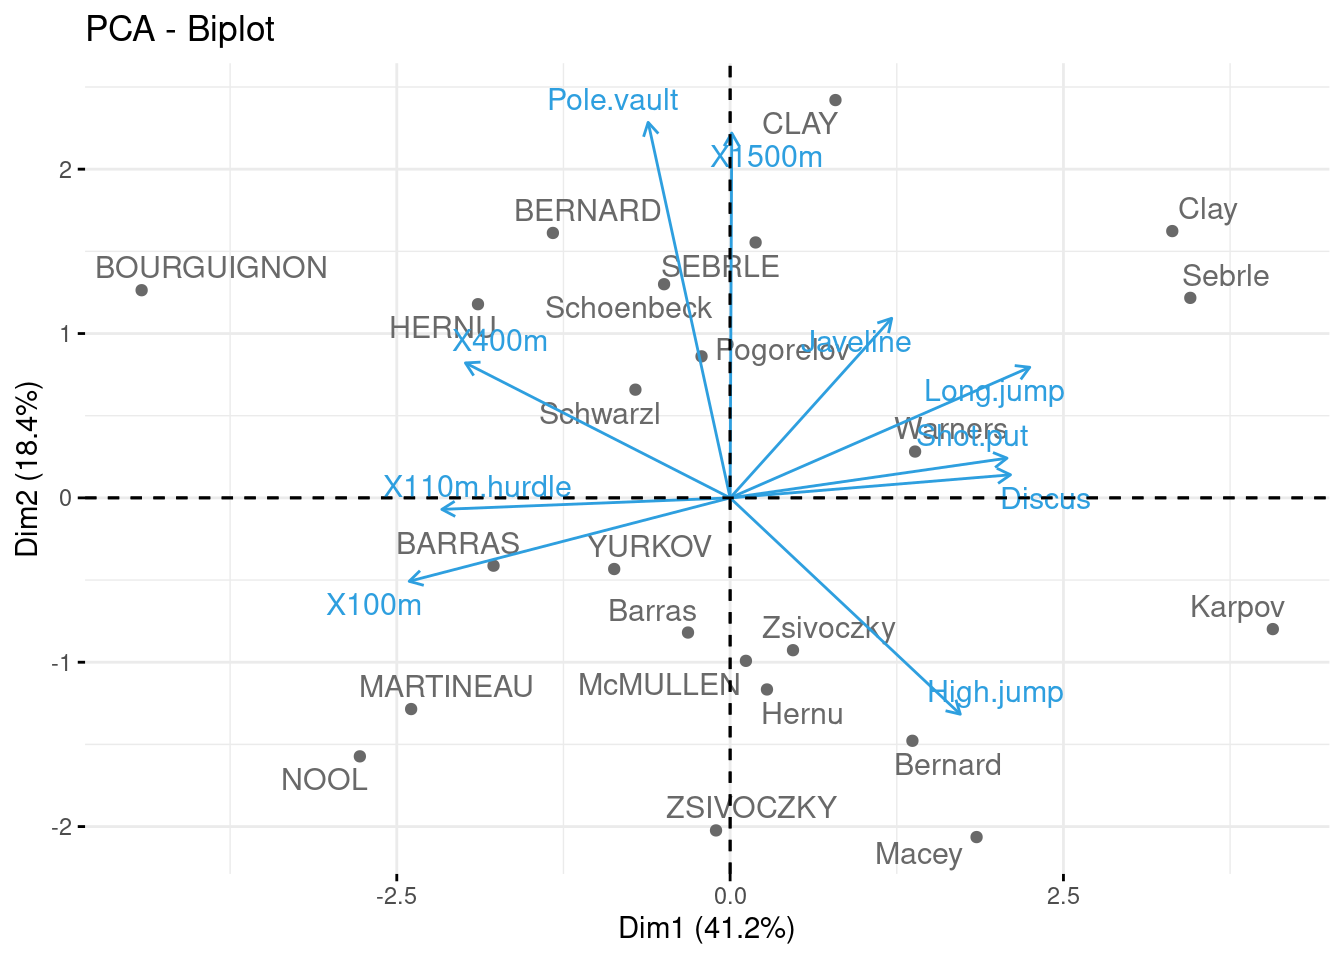 PCA - Biplot
Pole.vault
CLAY
X1500m
2
BERNARD
Clay
SEBRLE
BOURGUIGNON
Sebrle
Schoenbeck
HERNU
1
X400m
Javeline
Pogorelov
Long.jump
Schwarzl
Warners
Shot.put
X110m.hurdle
0
Discus
BARRAS
YURKOV
X100m
Barras
Karpov
Zsivoczky
-1
MARTINEAU
McMULLEN
High.jump
Hernu
Bernard
NOOL
ZSIVOCZKY
-2
Macey
-2.5
0.0
2.5
Dim1 (41.2%)
Dim2 (18.4%)